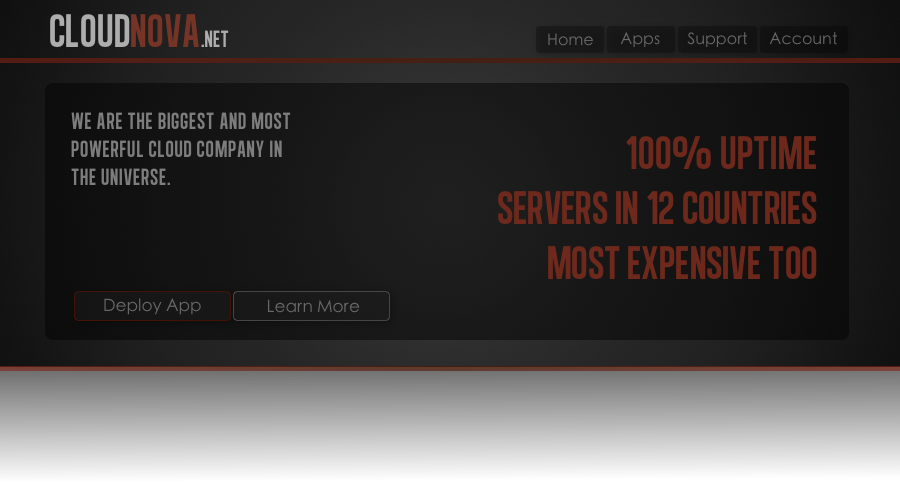 CLOUDNOVA.NET
Home Apps Support Account
WE ARE THE BIGGEST AND MOST
POWERFUL CLOUD COMPANY IN
THE UNIVERSE.
100% UPTIME
SERVERS IN 12 COUNTRIES
MOST EXPENSIVE TOO
Deploy App Learn More